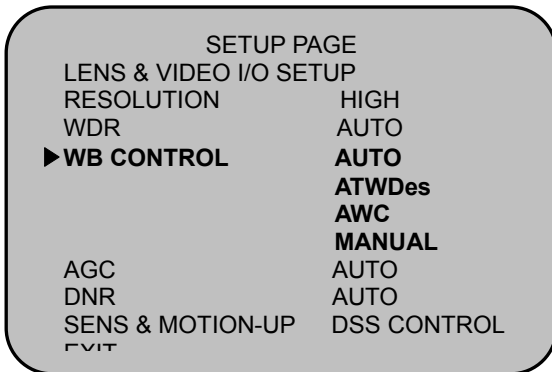 SETUP PAGE
LENS & VIDEO I/O SETUP
RESOLUTION HIGH
WDR AUTO
▶WB CONTROL AUTO
ATWDes
AWC
MANUAL
AGC AUTO
DNR AUTO
SENS & MOTION-UP DSS CONTROL
EXIT